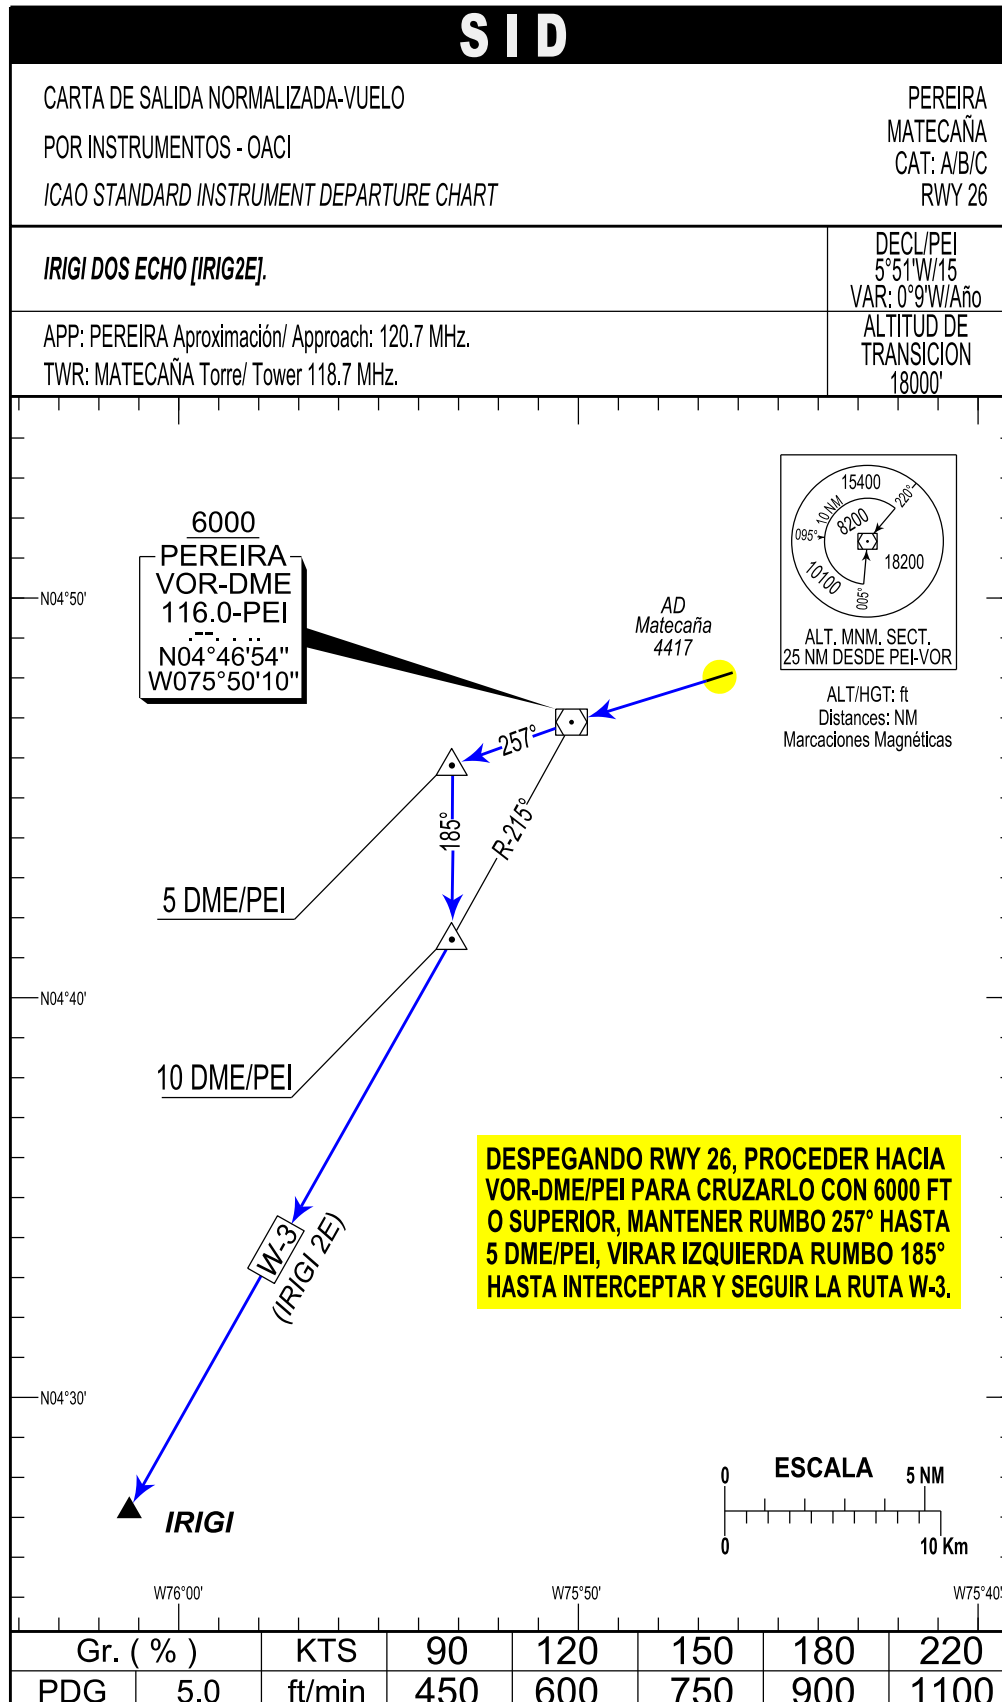 SID
CARTA DE SALIDA NORMALIZADA-VUELO
POR INSTRUMENTOS - OACI
ICAO STANDARD INSTRUMENT DEPARTURE CHART
PEREIRA
MATECAÑA
CAT: A/B/C
RWY 26
IRIGI DOS ECHO [IRIG2E].
DECL/PEI
5°51'W/15
VAR: 0°9'W/Año
APP: PEREIRA Aproximación/ Approach: 120.7 MHz.
TWR: MATECAÑA Torre/ Tower 118.7 MHz.
ALTITUD DE
TRANSICION
18000'
6000
PEREIRA
VOR-DME
116.0-PEI
.--. . ..
N04°46'54"
W075°50'10"
15400
220°
10 NM
8200
095°
18200
10100
005°
ALT. MNM. SECT.
25 NM DESDE PEI-VOR
ALT/HGT: ft
Distances: NM
Marcaciones Magnéticas
N04°50'
AD
Matecaña
4417
257°
185°
R-215°
5 DME/PEI
N04°40'
10 DME/PEI
DESPEGANDO RWY 26, PROCEDER HACIA
VOR-DME/PEI PARA CRUZARLO CON 6000 FT
O SUPERIOR, MANTENER RUMBO 257° HASTA
5 DME/PEI, VIRAR IZQUIERDA RUMBO 185°
HASTA INTERCEPTAR Y SEGUIR LA RUTA W-3.
W-3
(IRIGI 2E)
N04°30'
IRIGI
0 ESCALA 5 NM
0 10 Km
W76°00' W75°50' W75°40'
Gr. ( % ) KTS 90 120 150 180 220
PDG 5.0 ft/min 450 600 750 900 1100